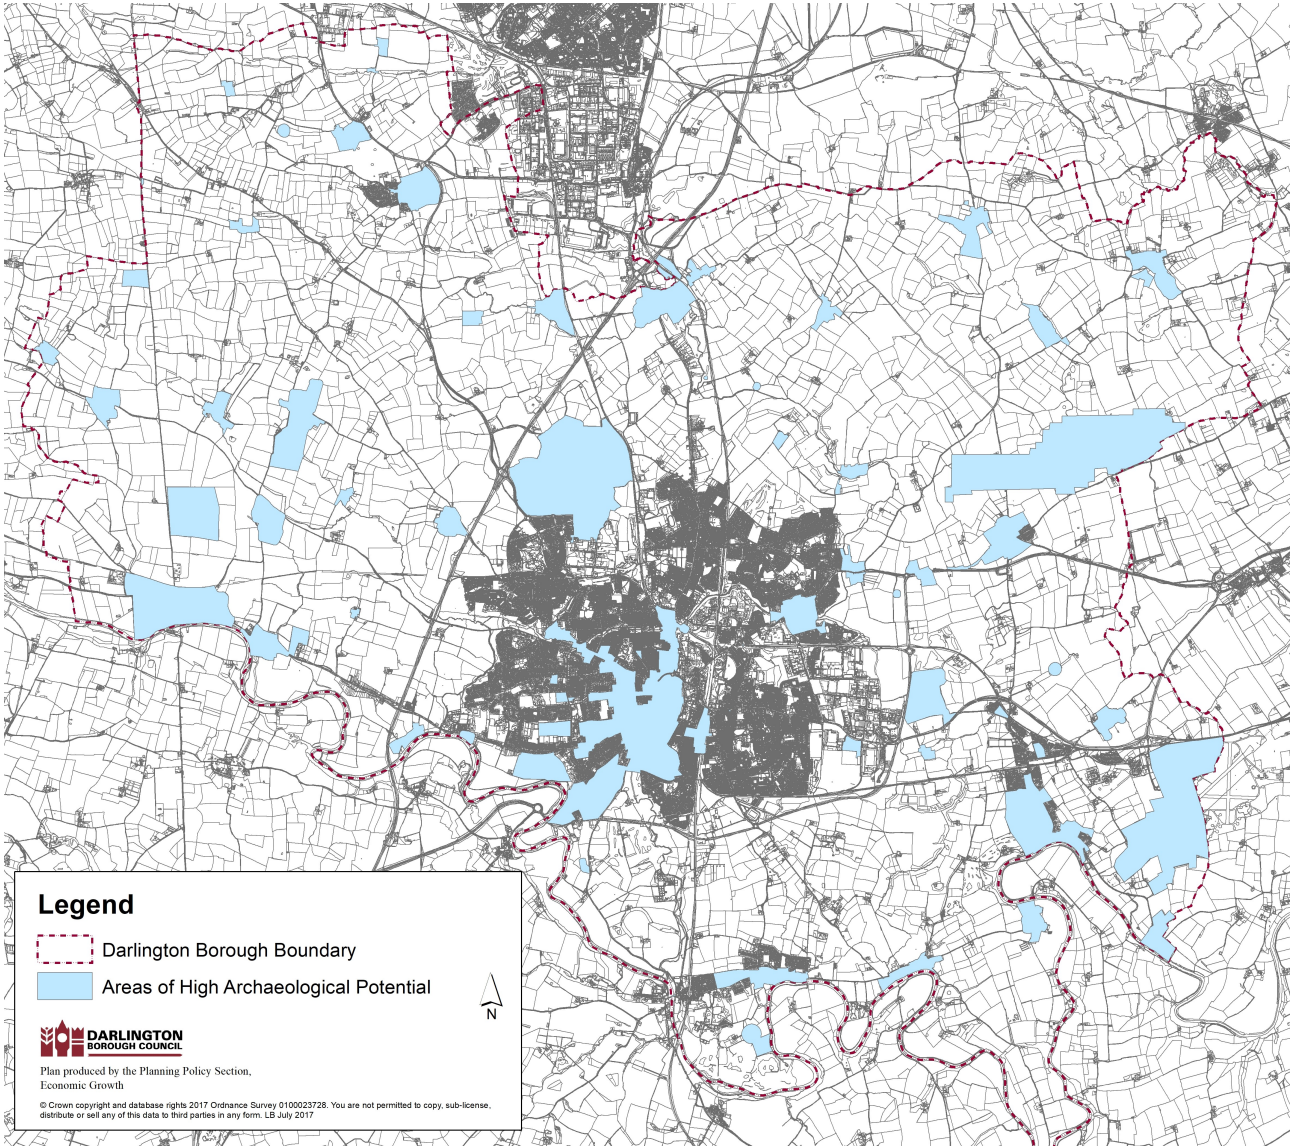 Legend
Darlington Borough Boundary
Areas of High Archaeological Potential
N
DARLINGTON
BOROUGH COUNCIL
Plan produced by the Planning Policy Section,
Economic Growth
© Crown copyright and database rights 2017 Ordnance Survey 0100023728. You are not permitted to copy, sub-license,
distribute or sell any of this data to third parties in any form. LB July 2017